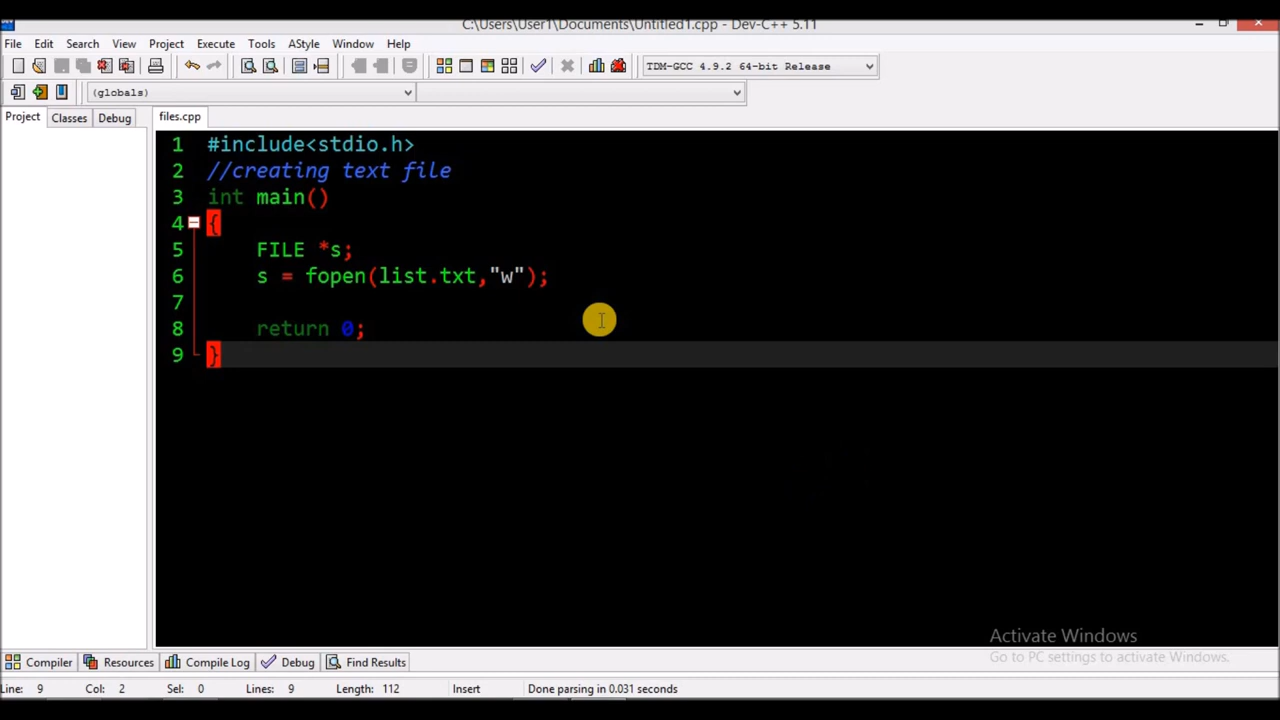 C:\Users\User1\Documents\Untitled1.cpp - Dev-C++ 5.11
File Edit Search View Project Execute Tools AStyle Window Help
TDM-GCC 4.9.2 64-bit Release
(globals)
Project Classes Debug files.cpp
1 #include<stdio.h>
2 //creating text file
3 int main()
4 {
5 FILE *s;
6 s = fopen(list.txt,"w");
7
8 return 0;
9 }
Activate Windows
Go to PC settings to activate Windows.
Compiler Resources Compile Log Debug Find Results
Line: 9 Col: 2 Sel: 0 Lines: 9 Length: 112 Insert Done parsing in 0.031 seconds